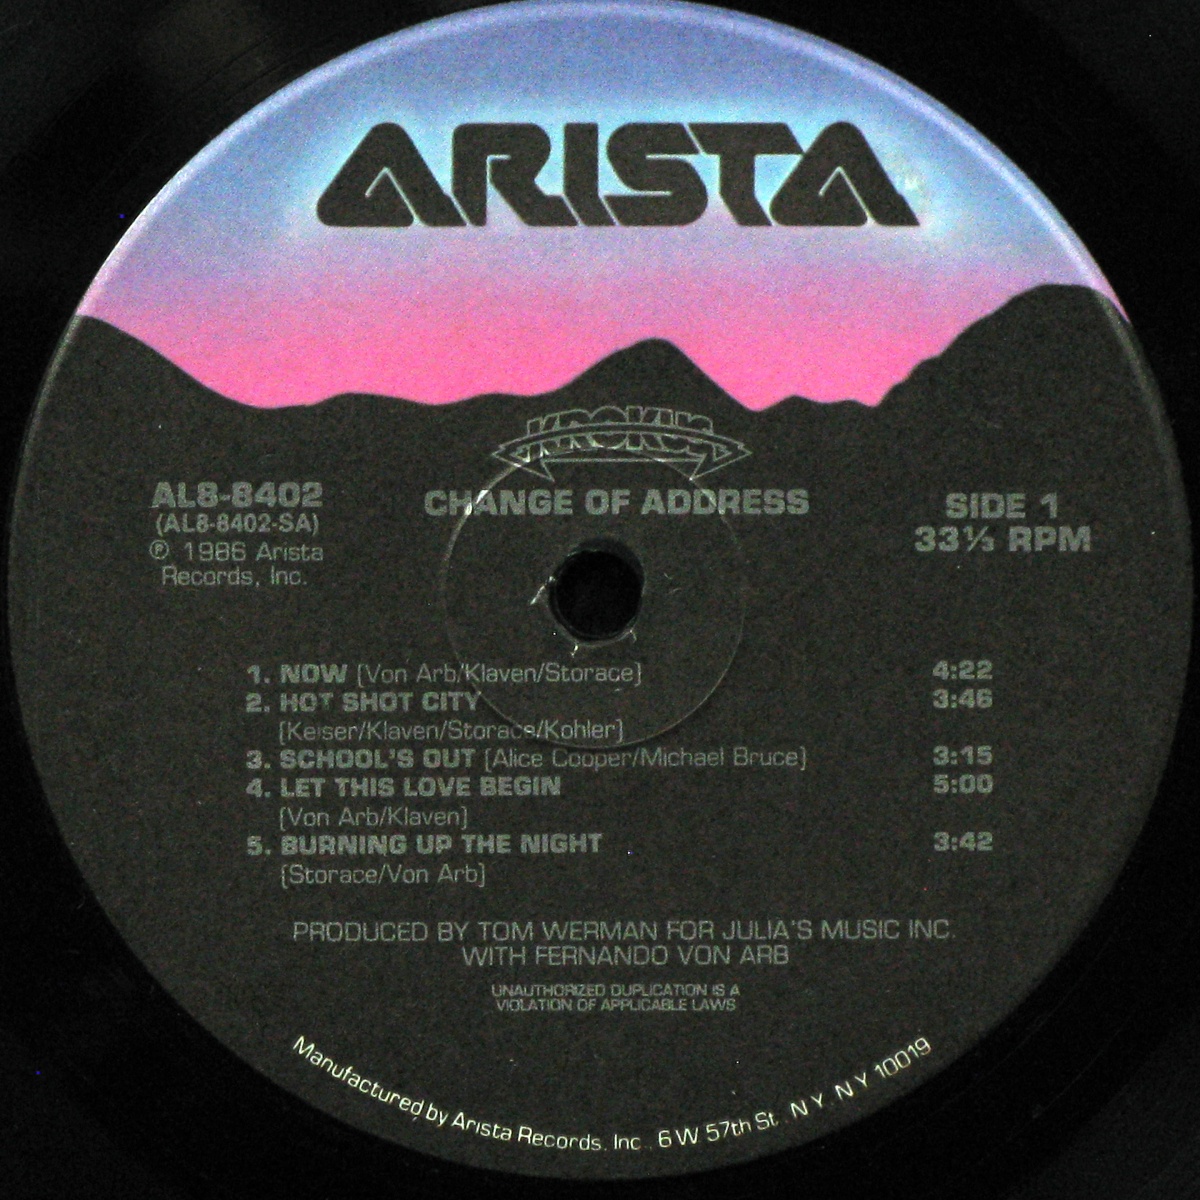 ARISTA
KROKUS
CHANGE OF ADDRESS
AL8-8402
(AL8-8402-SA)
℗ 1986 Arista
Records, Inc.
SIDE 1
33⅓ RPM
1. NOW [Von Arb/Klaven/Storace] 4:22
2. HOT SHOT CITY 3:46
[Keiser/Klaven/Storace/Kohler]
3. SCHOOL'S OUT [Alice Cooper/Michael Bruce] 3:15
4. LET THIS LOVE BEGIN 5:00
[Von Arb/Klaven]
5. BURNING UP THE NIGHT 3:42
[Storace/Von Arb]
PRODUCED BY TOM WERMAN FOR JULIA'S MUSIC INC.
WITH FERNANDO VON ARB
UNAUTHORIZED DUPLICATION IS A
VIOLATION OF APPLICABLE LAWS
Manufactured by Arista Records, Inc., 6 W 57th St. N.Y. N Y 10019